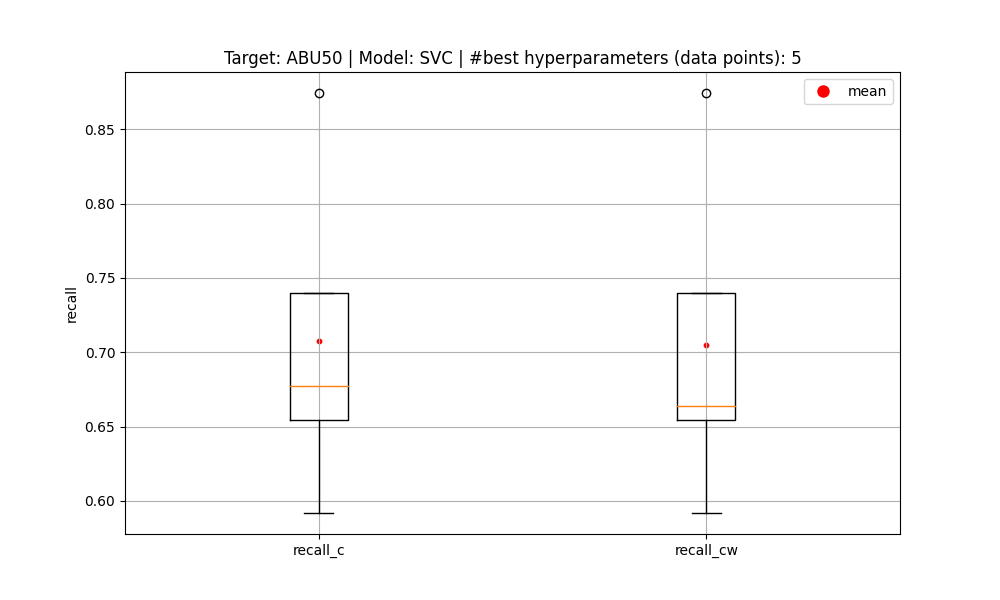 Target: ABU50 | Model: SVC | #best hyperparameters (data points): 5
mean
0.85
0.80
0.75
0.70
0.65
0.60
recall
recall_c
recall_cw